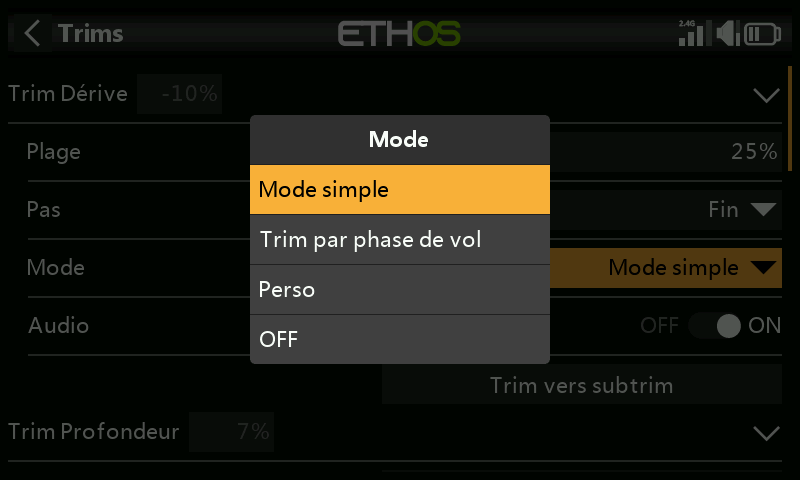 Trims
ETHOS
2.4G
Trim Dérive -10%
Plage 25%
Pas Fin
Mode Mode simple
Audio OFF ON
Trim vers subtrim
Trim Profondeur 7%
Mode
Mode simple
Trim par phase de vol
Perso
OFF